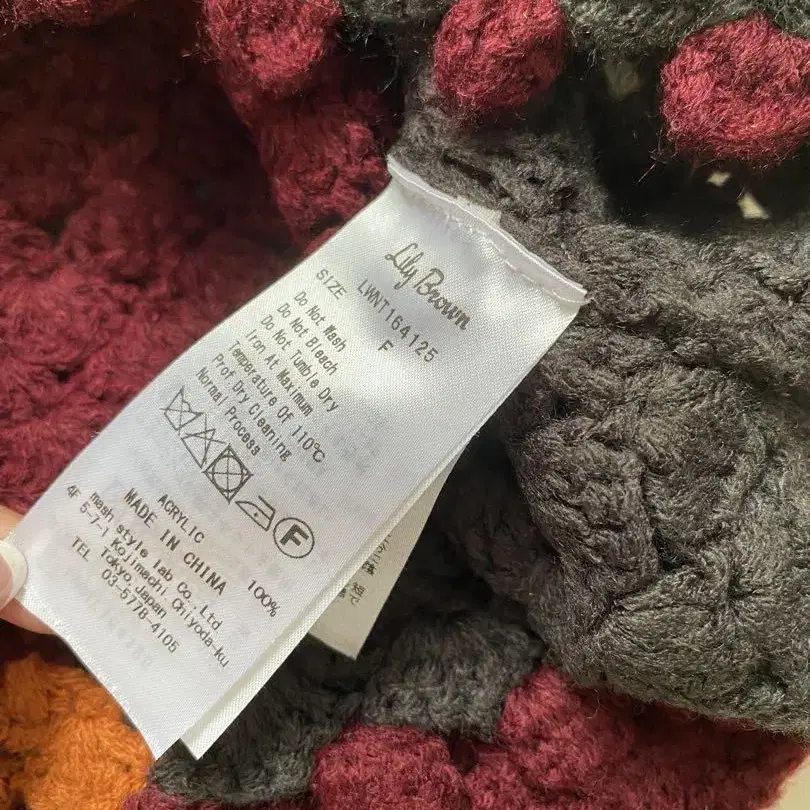 Lily Brown
LWNT164125
SIZE F
Do Not Wash
Do Not Bleach
Do Not Tumble Dry
Iron At Maximum
Temperature Of 110℃
Prof Dry Cleaning
Normal Process
F
ACRYLIC 100%
MADE IN CHINA
mash style lab Co., Ltd
4F 5-7-1 Kojimachi, Chiyoda-ku
Tokyo, Japan
TEL 03-5778-4105